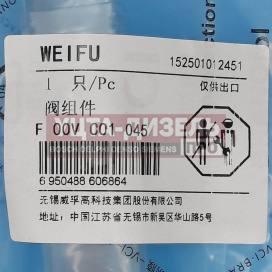 WEIFU
152501012451
1 只/Pc
仅供出口
阀组件
F 00V C01 045
ЮТИ-ДИЗЕЛЬ
6 950488 606864
无锡威孚高科技集团股份有限公司
地址：中国江苏省无锡市新吴区华山路5号